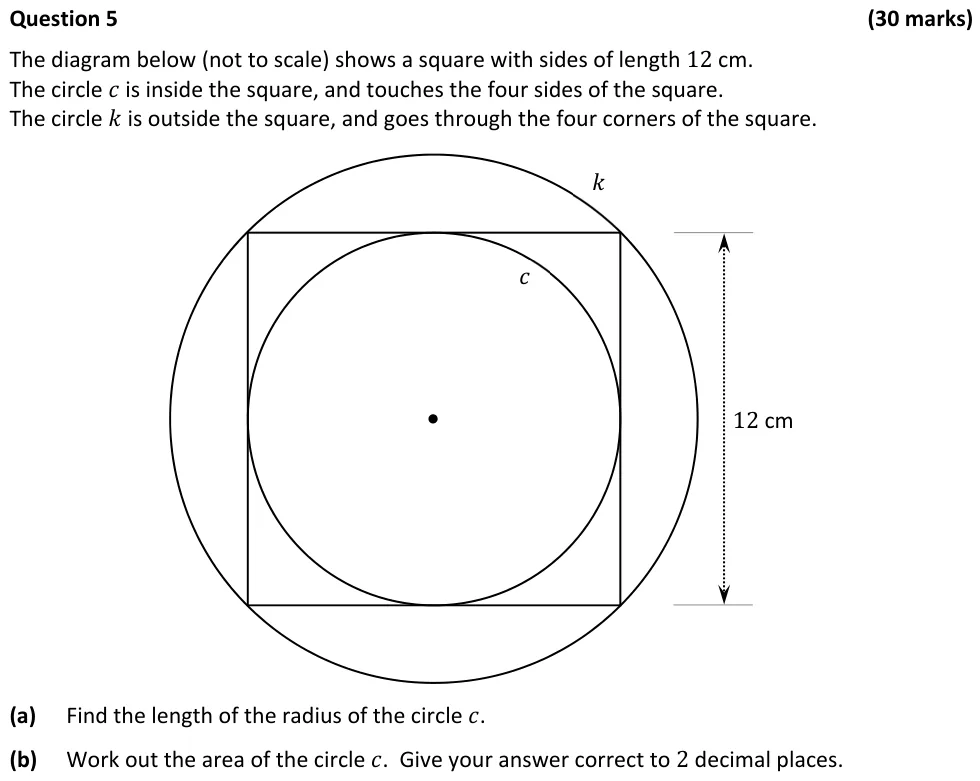 Question 5 (30 marks)
The diagram below (not to scale) shows a square with sides of length 12 cm.
The circle c is inside the square, and touches the four sides of the square.
The circle k is outside the square, and goes through the four corners of the square.
k
c
12 cm
(a) Find the length of the radius of the circle c.
(b) Work out the area of the circle c. Give your answer correct to 2 decimal places.